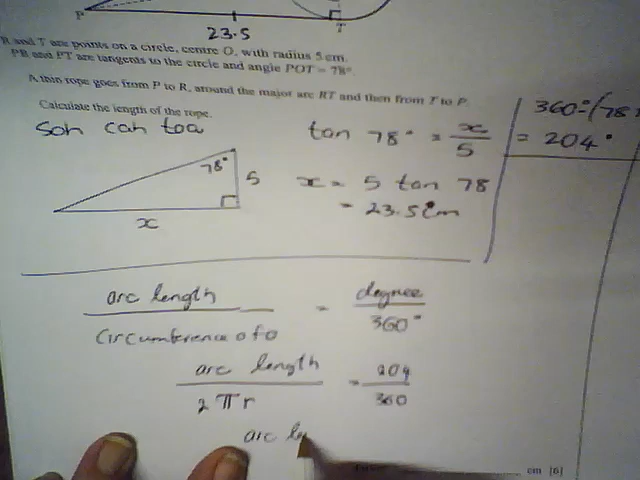 P
T
23.5
R and T are points on a circle, centre O, with radius 5 cm.
PR and PT are tangents to the circle and angle POT = 78°.
A thin rope goes from P to R, around the major arc RT and then from T to P.
Calculate the length of the rope.
Soh cah toa
tan 78° = x/5
360° - (78
= 204°
78°
5
x
x = 5 tan 78
= 23.5cm
arc length / Circumference of o = degree / 360°
arc length / 2πr = 204 / 360
arc le
cm [6]